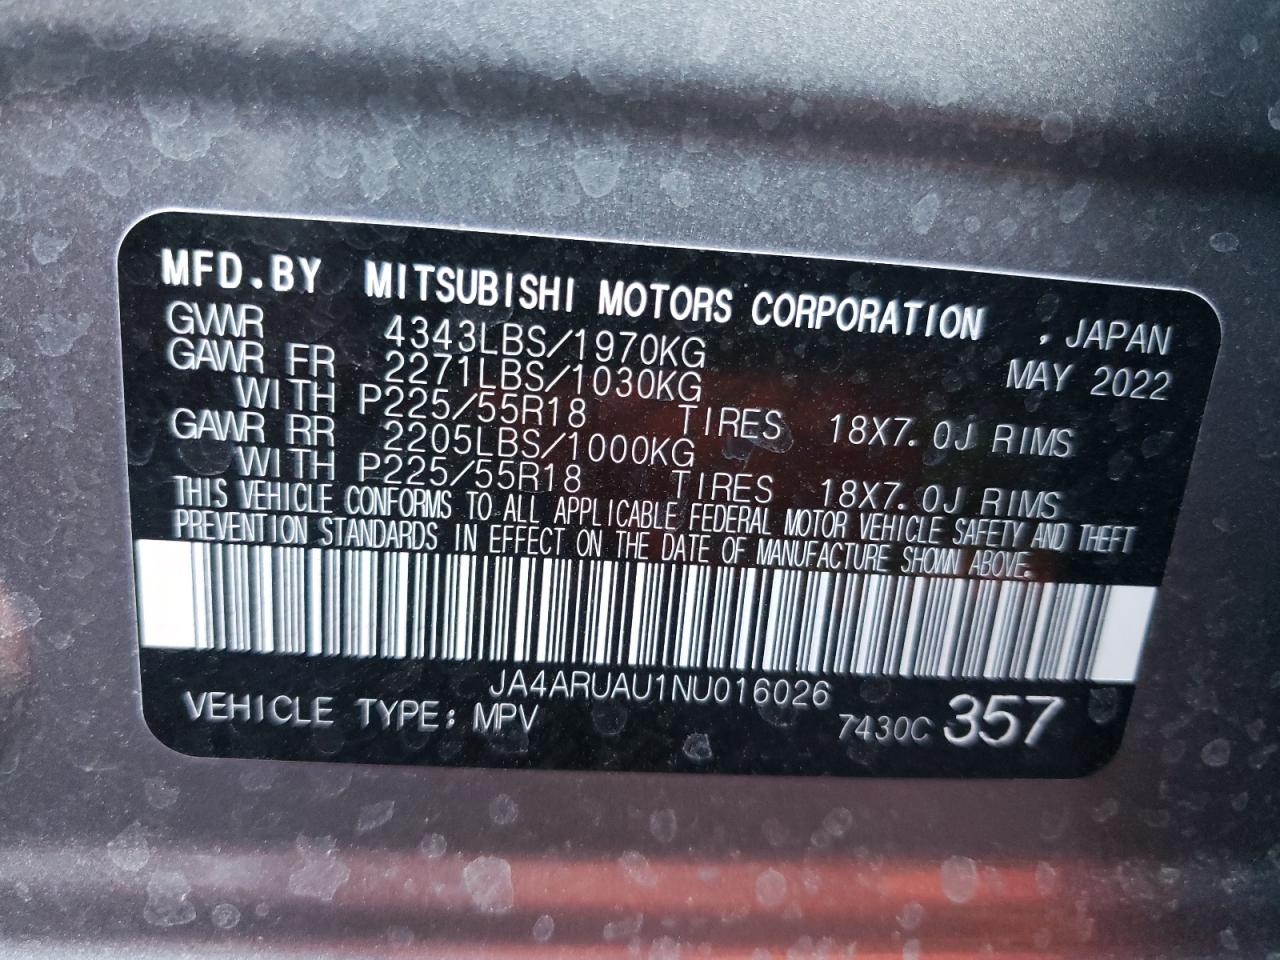 MFD.BY MITSUBISHI MOTORS CORPORATION , JAPAN
GVWR 4343LBS/1970KG MAY 2022
GAWR FR 2271LBS/1030KG
WITH P225/55R18 TIRES 18X7.0J RIMS
GAWR RR 2205LBS/1000KG
WITH P225/55R18 TIRES 18X7.0J RIMS
THIS VEHICLE CONFORMS TO ALL APPLICABLE FEDERAL MOTOR VEHICLE SAFETY AND THEFT
PREVENTION STANDARDS IN EFFECT ON THE DATE OF MANUFACTURE SHOWN ABOVE.
JA4ARUAU1NU016026
VEHICLE TYPE: MPV 7430C 357